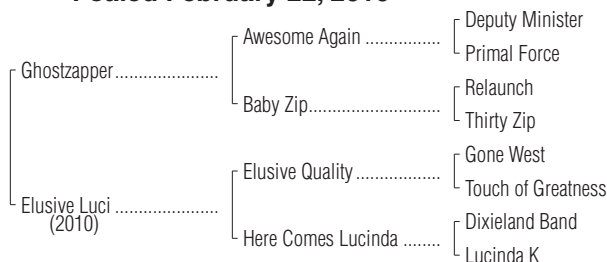 Deputy Minister
Awesome Again ................
Primal Force
Ghostzapper......................
Relaunch
Baby Zip............................
Thirty Zip
Gone West
Elusive Quality ..................
Touch of Greatness
Elusive Luci ......................
(2010)
Dixieland Band
Here Comes Lucinda ........
Lucinda K